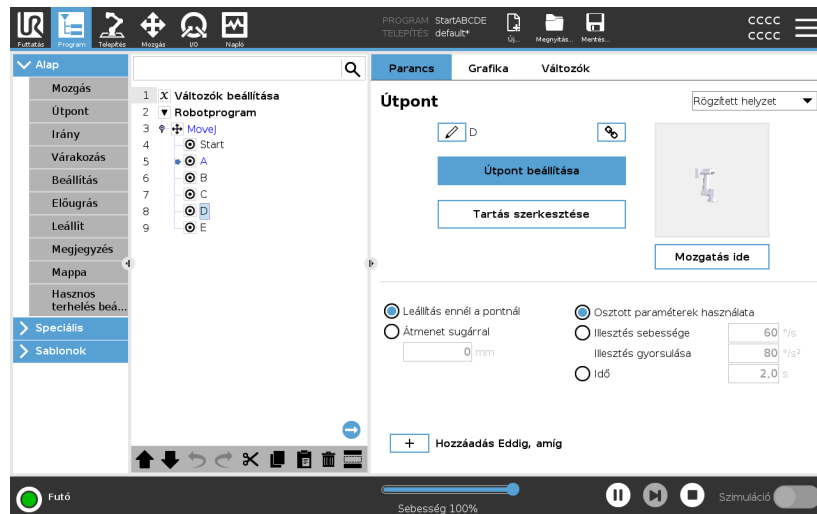 UR
PROGRAM StartABCDE
TELEPÍTÉS default*
Futtatás Program Telepítés Mozgás I/O Napló
Új... Megnyitás... Mentés...
CCCC
CCCC
Alap
Mozgás
Útpont
Irány
Várakozás
Beállítás
Előugrás
Leállít
Megjegyzés
Mappa
Hasznos
terhelés beá...
Speciális
Sablonok
1 X Változók beállítása
2 Robotprogram
3 MoveJ
4 Start
5 A
6 B
7 C
8 D
9 E
Parancs Grafika Változók
Útpont
Rögzített helyzet
D
Útpont beállítása
Tartás szerkesztése
Mozgatás ide
Leállítás ennél a pontnál
Átmenet sugárral
0 mm
Osztott paraméterek használata
Illesztés sebessége 60 °/s
Illesztés gyorsulása 80 °/s²
Idő 2,0 s
+ Hozzáadás Eddig, amíg
Futó
Sebesség 100%
Szimuláció